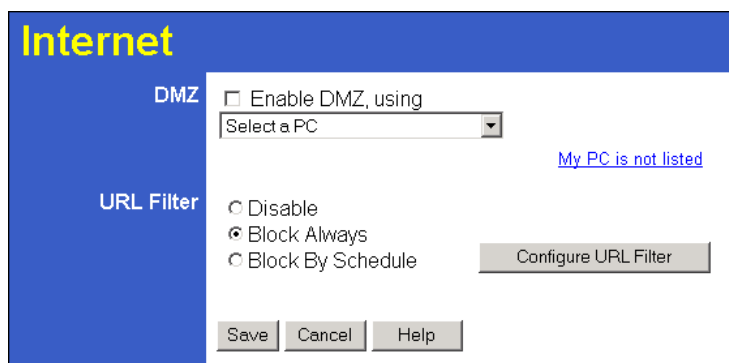 Internet
DMZ
Enable DMZ, using
Select a PC
My PC is not listed
URL Filter
Disable
Block Always
Block By Schedule
Configure URL Filter
Save
Cancel
Help